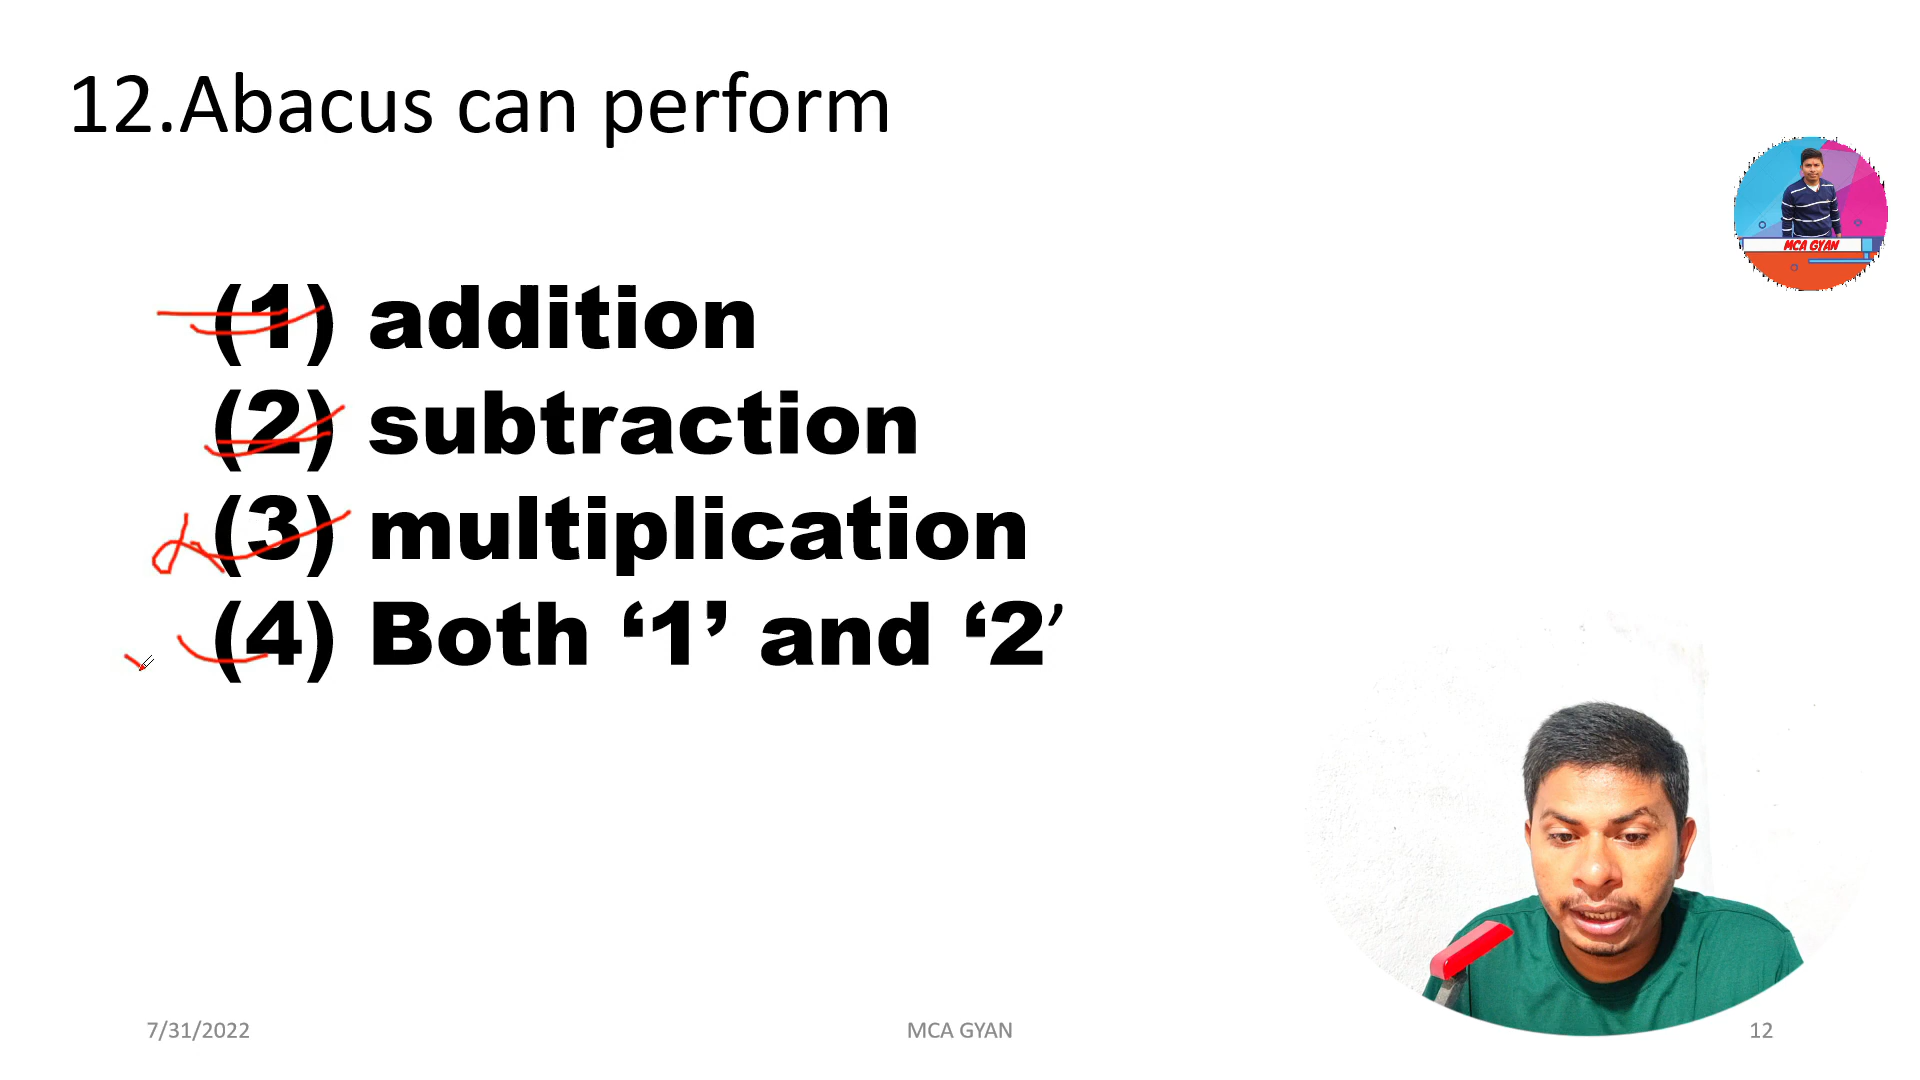 12.Abacus can perform
MCA GYAN
(1) addition
(2) subtraction
(3) multiplication
(4) Both ‘1’ and ‘2’
7/31/2022
MCA GYAN
12